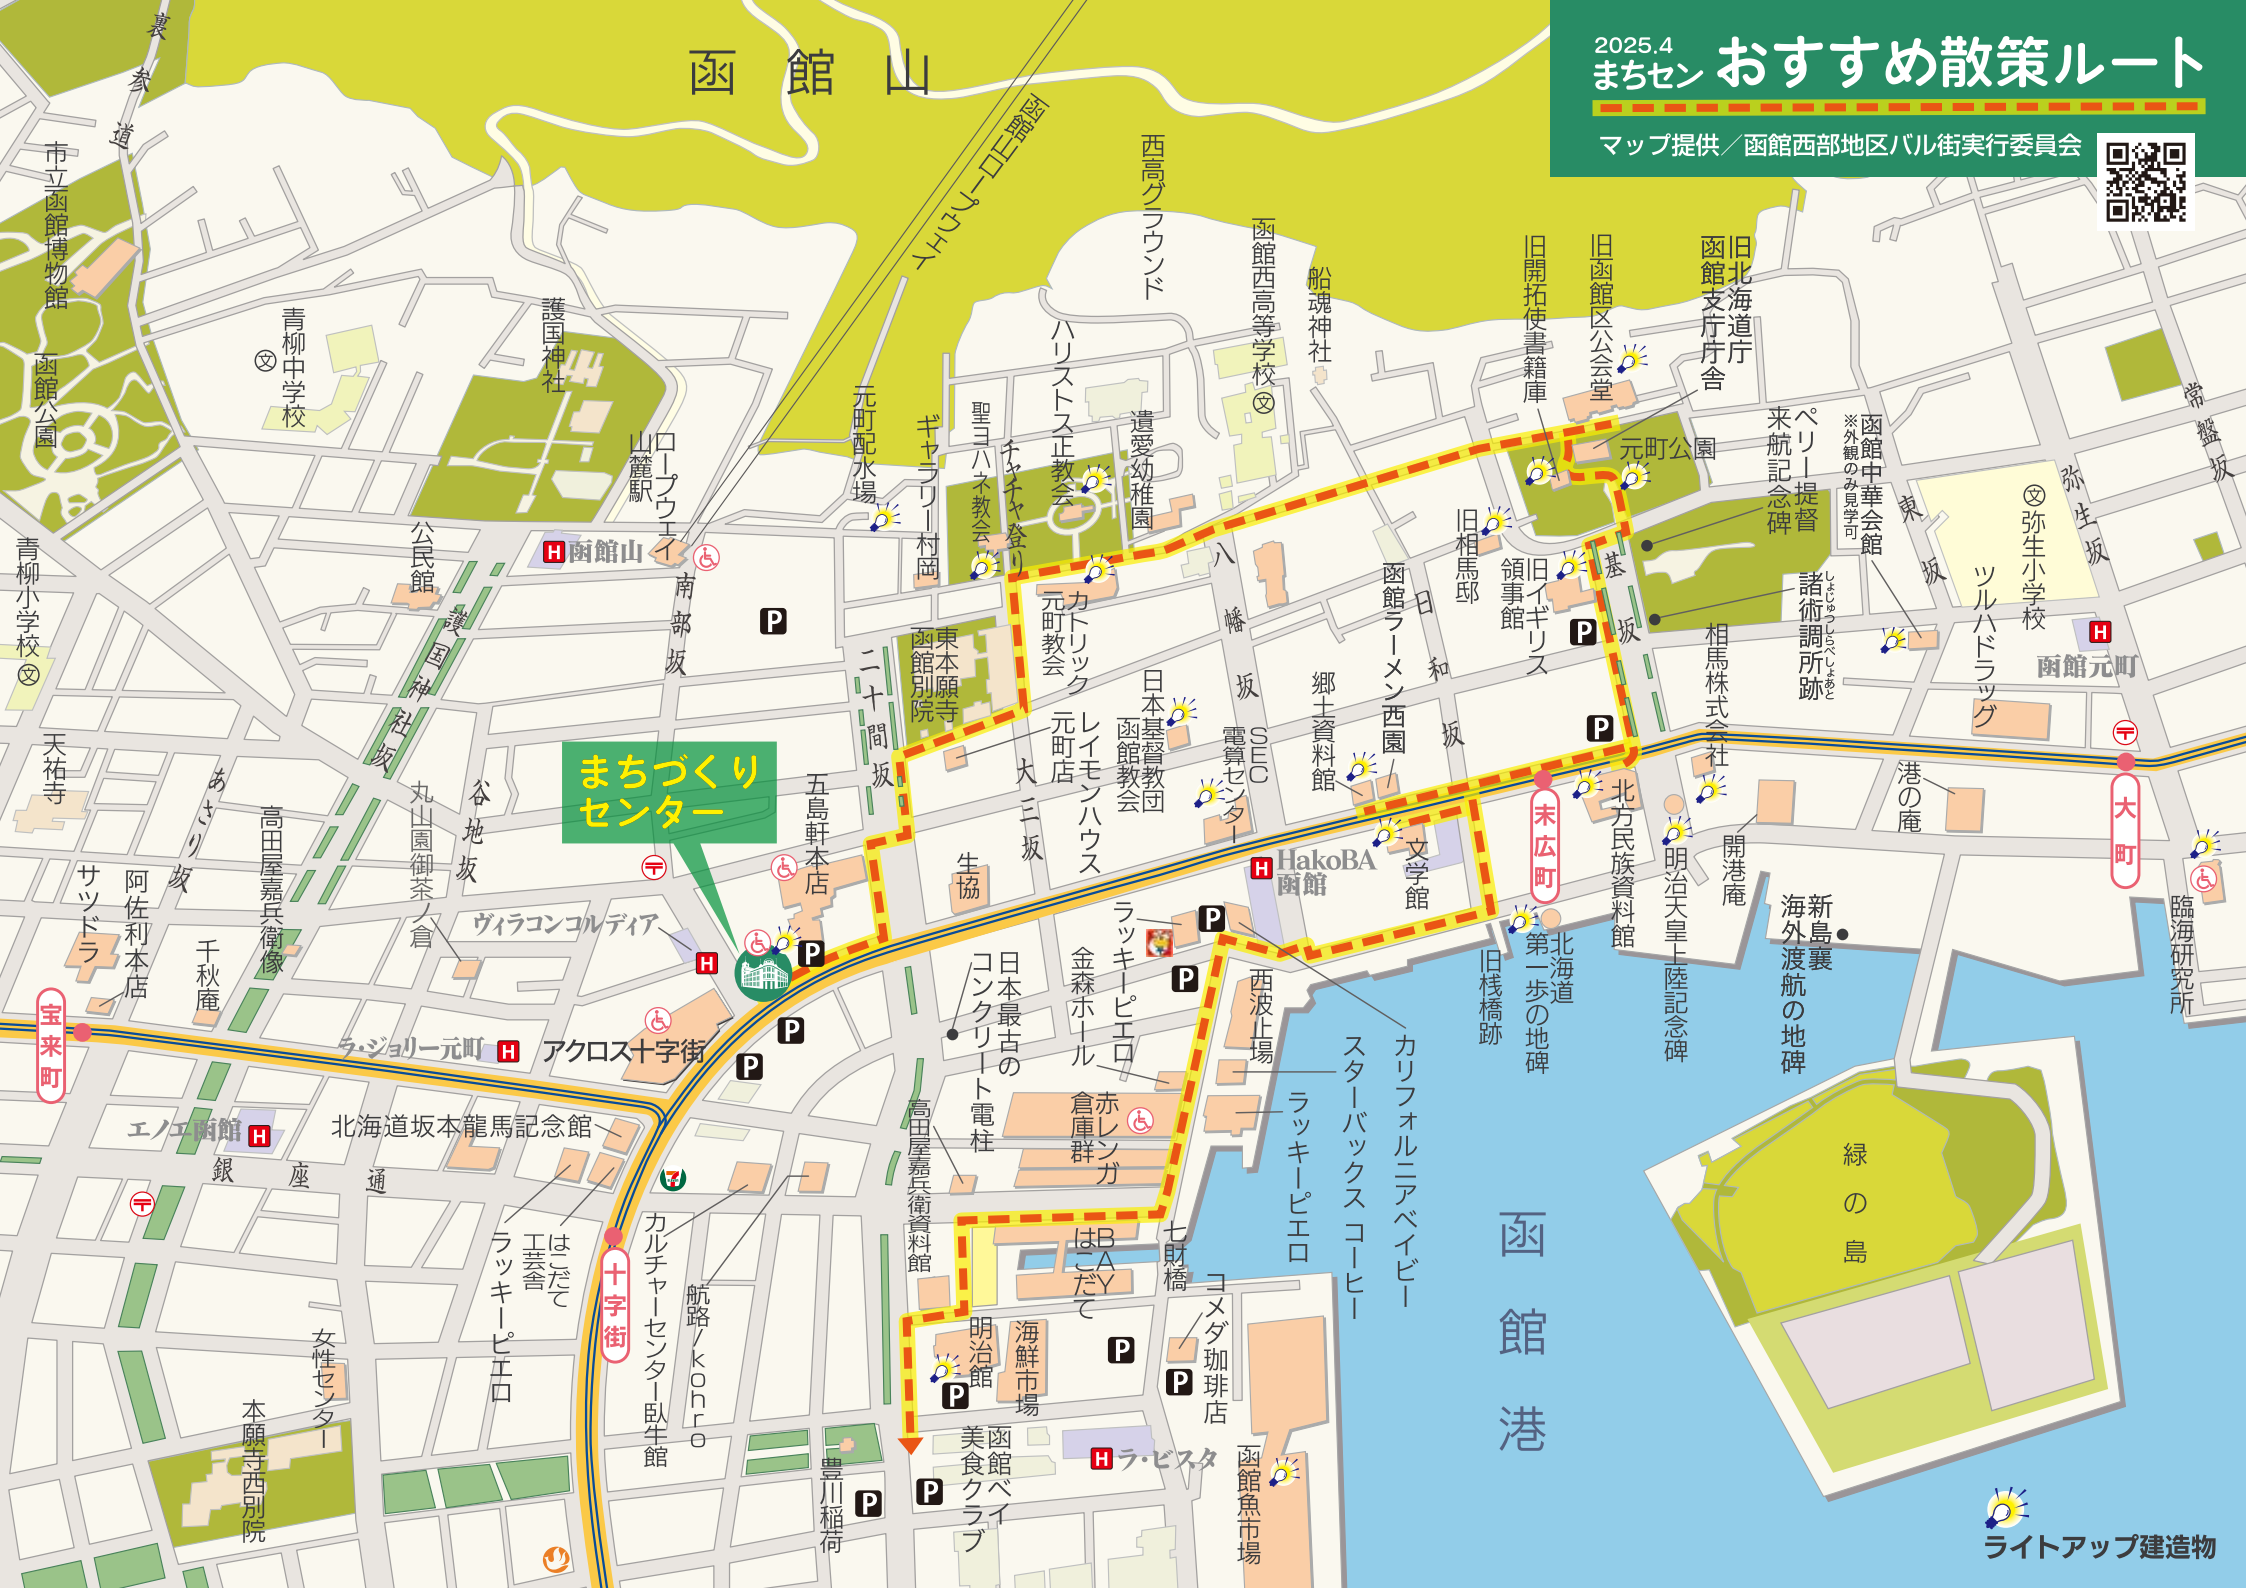 2025.4
まちセン おすすめ散策ルート
マップ提供／函館西部地区バル街実行委員会
函館山
裏参道
市立函館博物館
函館公園
青柳中学校
文
護国神社
函館山ロープウェイ
西高グラウンド
函館西高等学校
文
船魂神社
旧開拓使書籍庫
旧函館区公会堂
旧北海道庁
函館支庁庁舎
元町公園
ペリー提督
来航記念碑
函館中華会館
※外観のみ見学可
東坂
弥生坂
常盤坂
文
弥生小学校
ロープウェイ
山麓駅
元町配水場
ギャラリー村岡
聖ヨハネ教会
チャチャ登り
ハリストス正教会
遺愛幼稚園
青柳小学校
文
公民館
護国神社坂
H
函館山
南部坂
P
二十間坂
東本願寺
函館別院
カトリック
元町教会
八幡坂
日和坂
旧相馬邸
旧イギリス
領事館
P
基坂
諸術調所跡
しょじゅつしらべしょあと
相馬株式会社
ツルハドラッグ
H
函館元町
天祐寺
あさり坂
谷地坂
丸山園御茶ノ倉
高田屋嘉兵衛像
まちづくり
センター
五島軒本店
大三坂
レイモンハウス
元町店
日本基督教団
函館教会
SEC
電算センター
郷土資料館
函館ラーメン西園
P
末広町
北方民族資料館
明治天皇上陸記念碑
開港庵
港の庵
大町
臨海研究所
サツドラ
阿佐利本店
千秋庵
ヴィラコンコルディア
H
P
生協
H
HakoBA
函館
文学館
北海道
第一歩の地碑
旧桟橋跡
新島襄
海外渡航の地碑
宝来町
ラ・ジョリー元町
H
アクロス十字街
P
P
日本最古の
コンクリート電柱
金森ホール
ラッキーピエロ
P
P
西波止場
カリフォルニアベイビー
スターバックス コーヒー
ラッキーピエロ
エノエ函館
H
銀座通
北海道坂本龍馬記念館
高田屋嘉兵衛資料館
赤レンガ
倉庫群
函館港
緑の島
ラッキーピエロ
はこだて
工芸舎
十字街
カルチャーセンター臥牛館
航路/kohro
BAY
はこだて
七財橋
コメダ珈琲店
明治館
海鮮市場
P
P
P
女性センター
本願寺西別院
豊川稲荷
P
P
函館ベイ
美食クラブ
H
ラ・ビスタ
函館魚市場
ライトアップ建造物